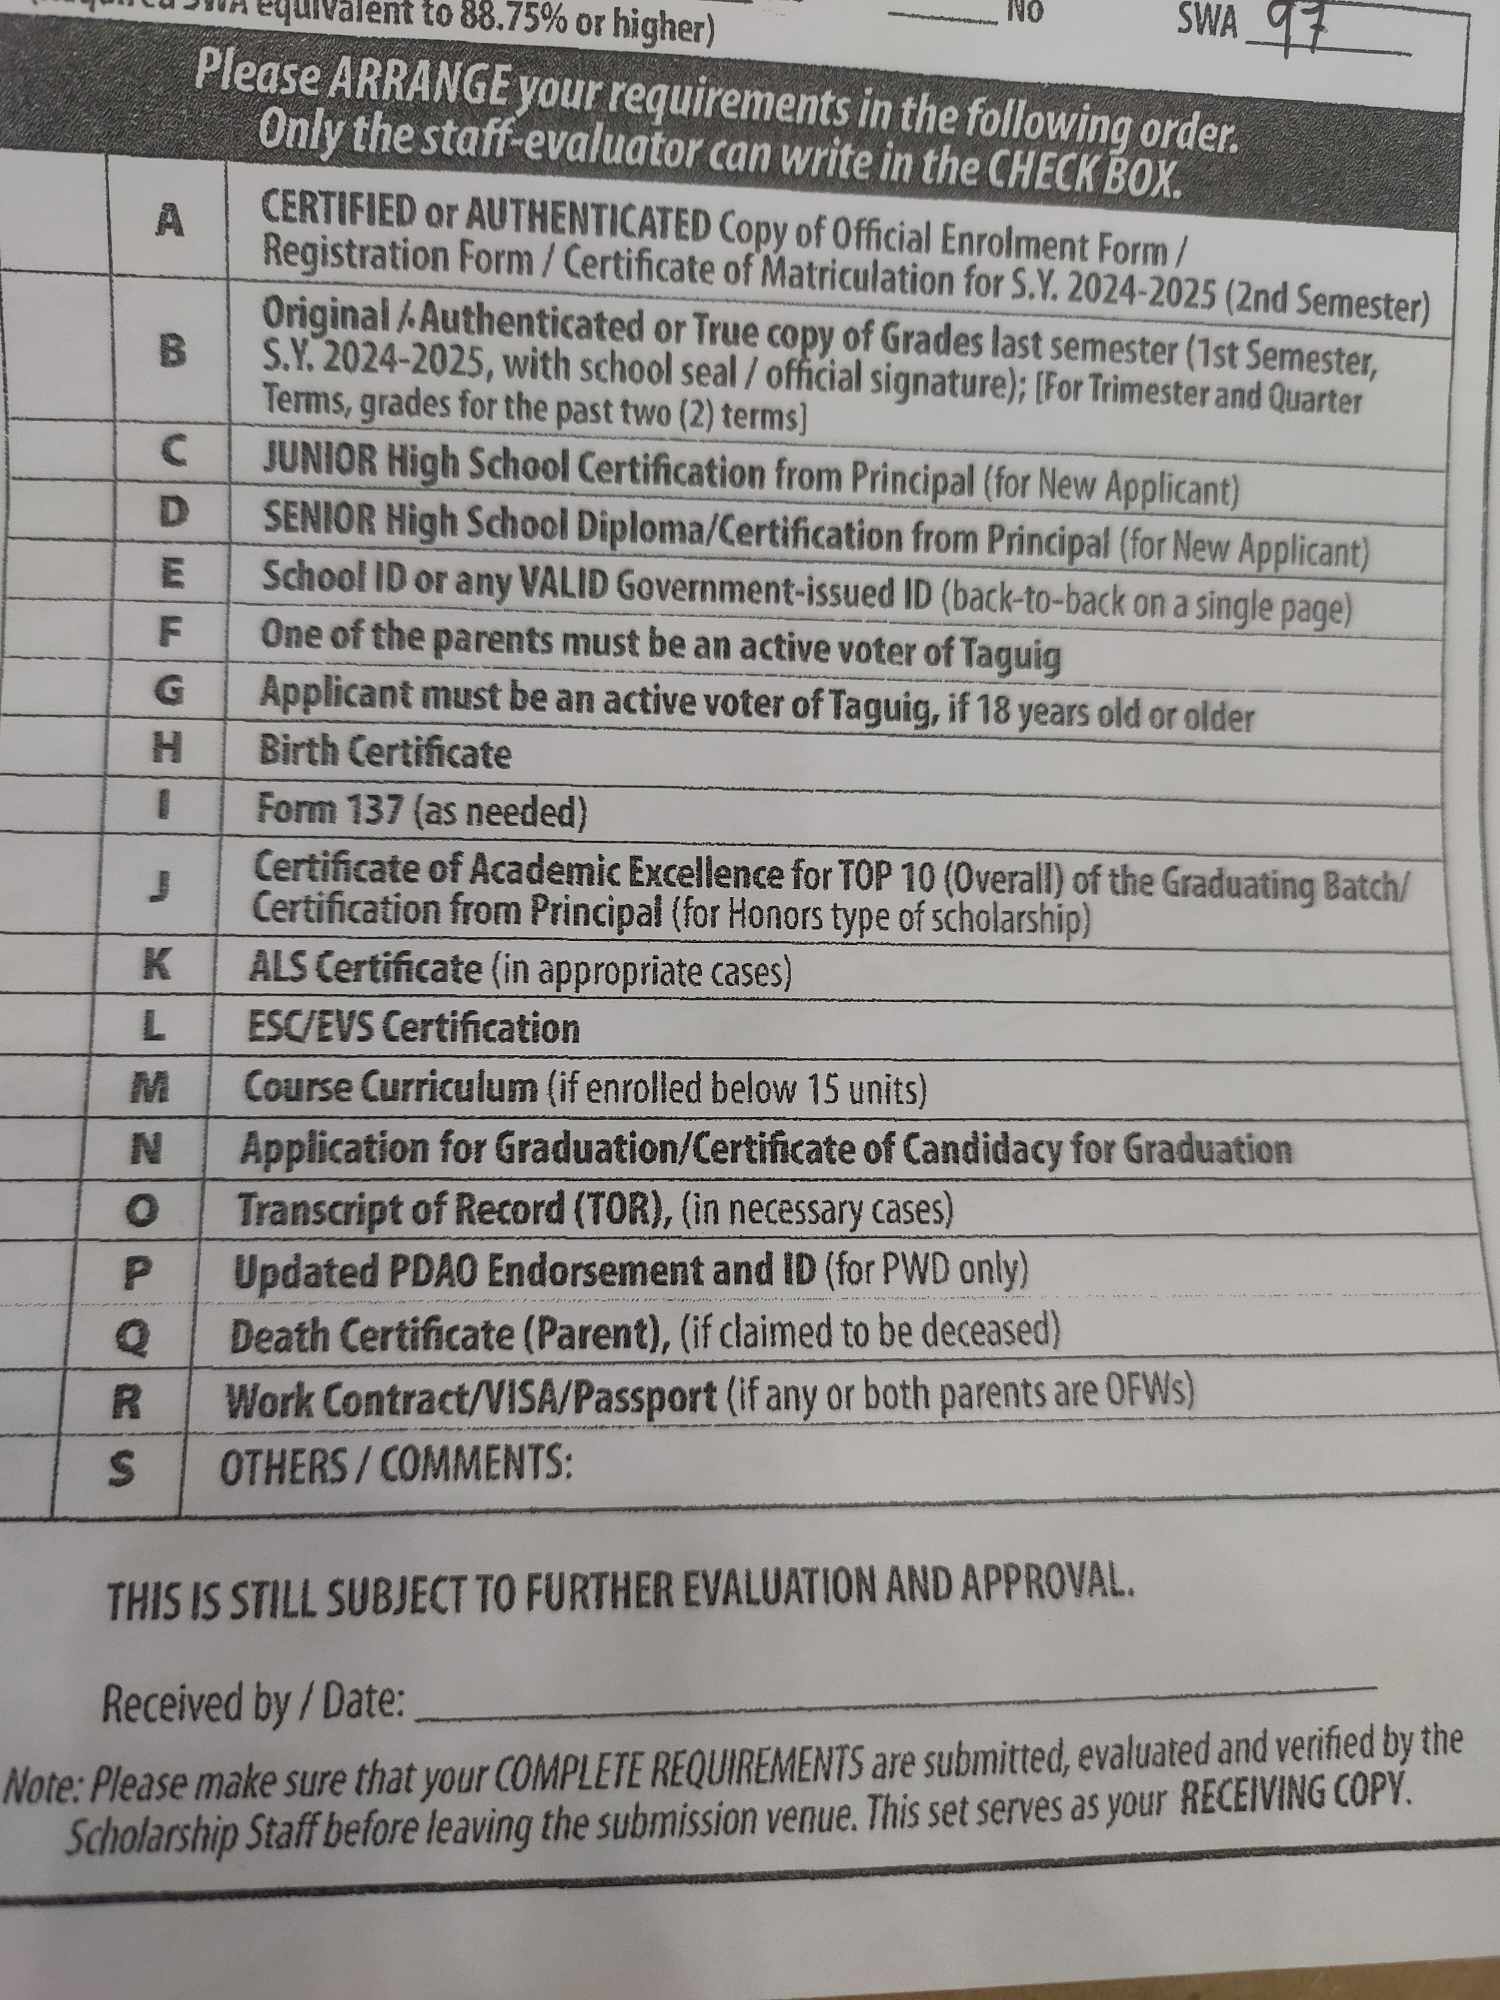 SWA equivalent to 88.75% or higher)
No
SWA 97
Please ARRANGE your requirements in the following order.
Only the staff-evaluator can write in the CHECK BOX.
A
CERTIFIED or AUTHENTICATED Copy of Official Enrolment Form /
Registration Form / Certificate of Matriculation for S.Y. 2024-2025 (2nd Semester)
B
Original / Authenticated or True copy of Grades last semester (1st Semester,
S.Y. 2024-2025, with school seal / official signature); [For Trimester and Quarter
Terms, grades for the past two (2) terms]
C JUNIOR High School Certification from Principal (for New Applicant)
D SENIOR High School Diploma/Certification from Principal (for New Applicant)
E School ID or any VALID Government-issued ID (back-to-back on a single page)
F One of the parents must be an active voter of Taguig
G Applicant must be an active voter of Taguig, if 18 years old or older
H Birth Certificate
I Form 137 (as needed)
J
Certificate of Academic Excellence for TOP 10 (Overall) of the Graduating Batch/
Certification from Principal (for Honors type of scholarship)
K ALS Certificate (in appropriate cases)
L ESC/EVS Certification
M Course Curriculum (if enrolled below 15 units)
N Application for Graduation/Certificate of Candidacy for Graduation
O Transcript of Record (TOR), (in necessary cases)
P Updated PDAO Endorsement and ID (for PWD only)
Q Death Certificate (Parent), (if claimed to be deceased)
R Work Contract/VISA/Passport (if any or both parents are OFWs)
S OTHERS / COMMENTS:
THIS IS STILL SUBJECT TO FURTHER EVALUATION AND APPROVAL.
Received by / Date:
Note: Please make sure that your COMPLETE REQUIREMENTS are submitted, evaluated and verified by the
Scholarship Staff before leaving the submission venue. This set serves as your RECEIVING COPY.